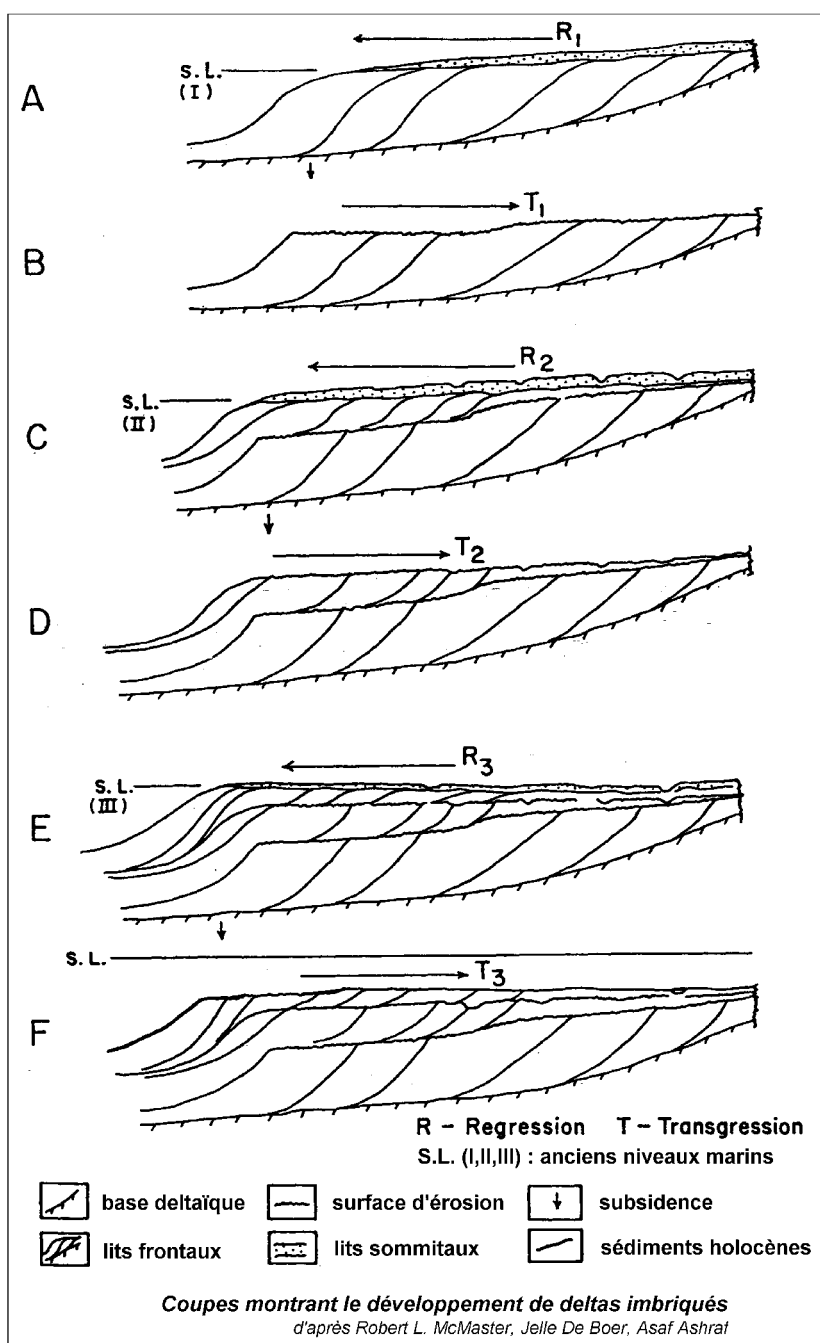 R1
S.L.
(I)
A
T1
B
R2
S.L.
(II)
C
T2
D
R3
S.L.
(III)
E
S.L.
T3
F
R - Regression T - Transgression
S.L. (I,II,III) : anciens niveaux marins
base deltaïque surface d'érosion subsidence
lits frontaux lits sommitaux sédiments holocènes
Coupes montrant le développement de deltas imbriqués
d'après Robert L. McMaster, Jelle De Boer, Asaf Ashraf